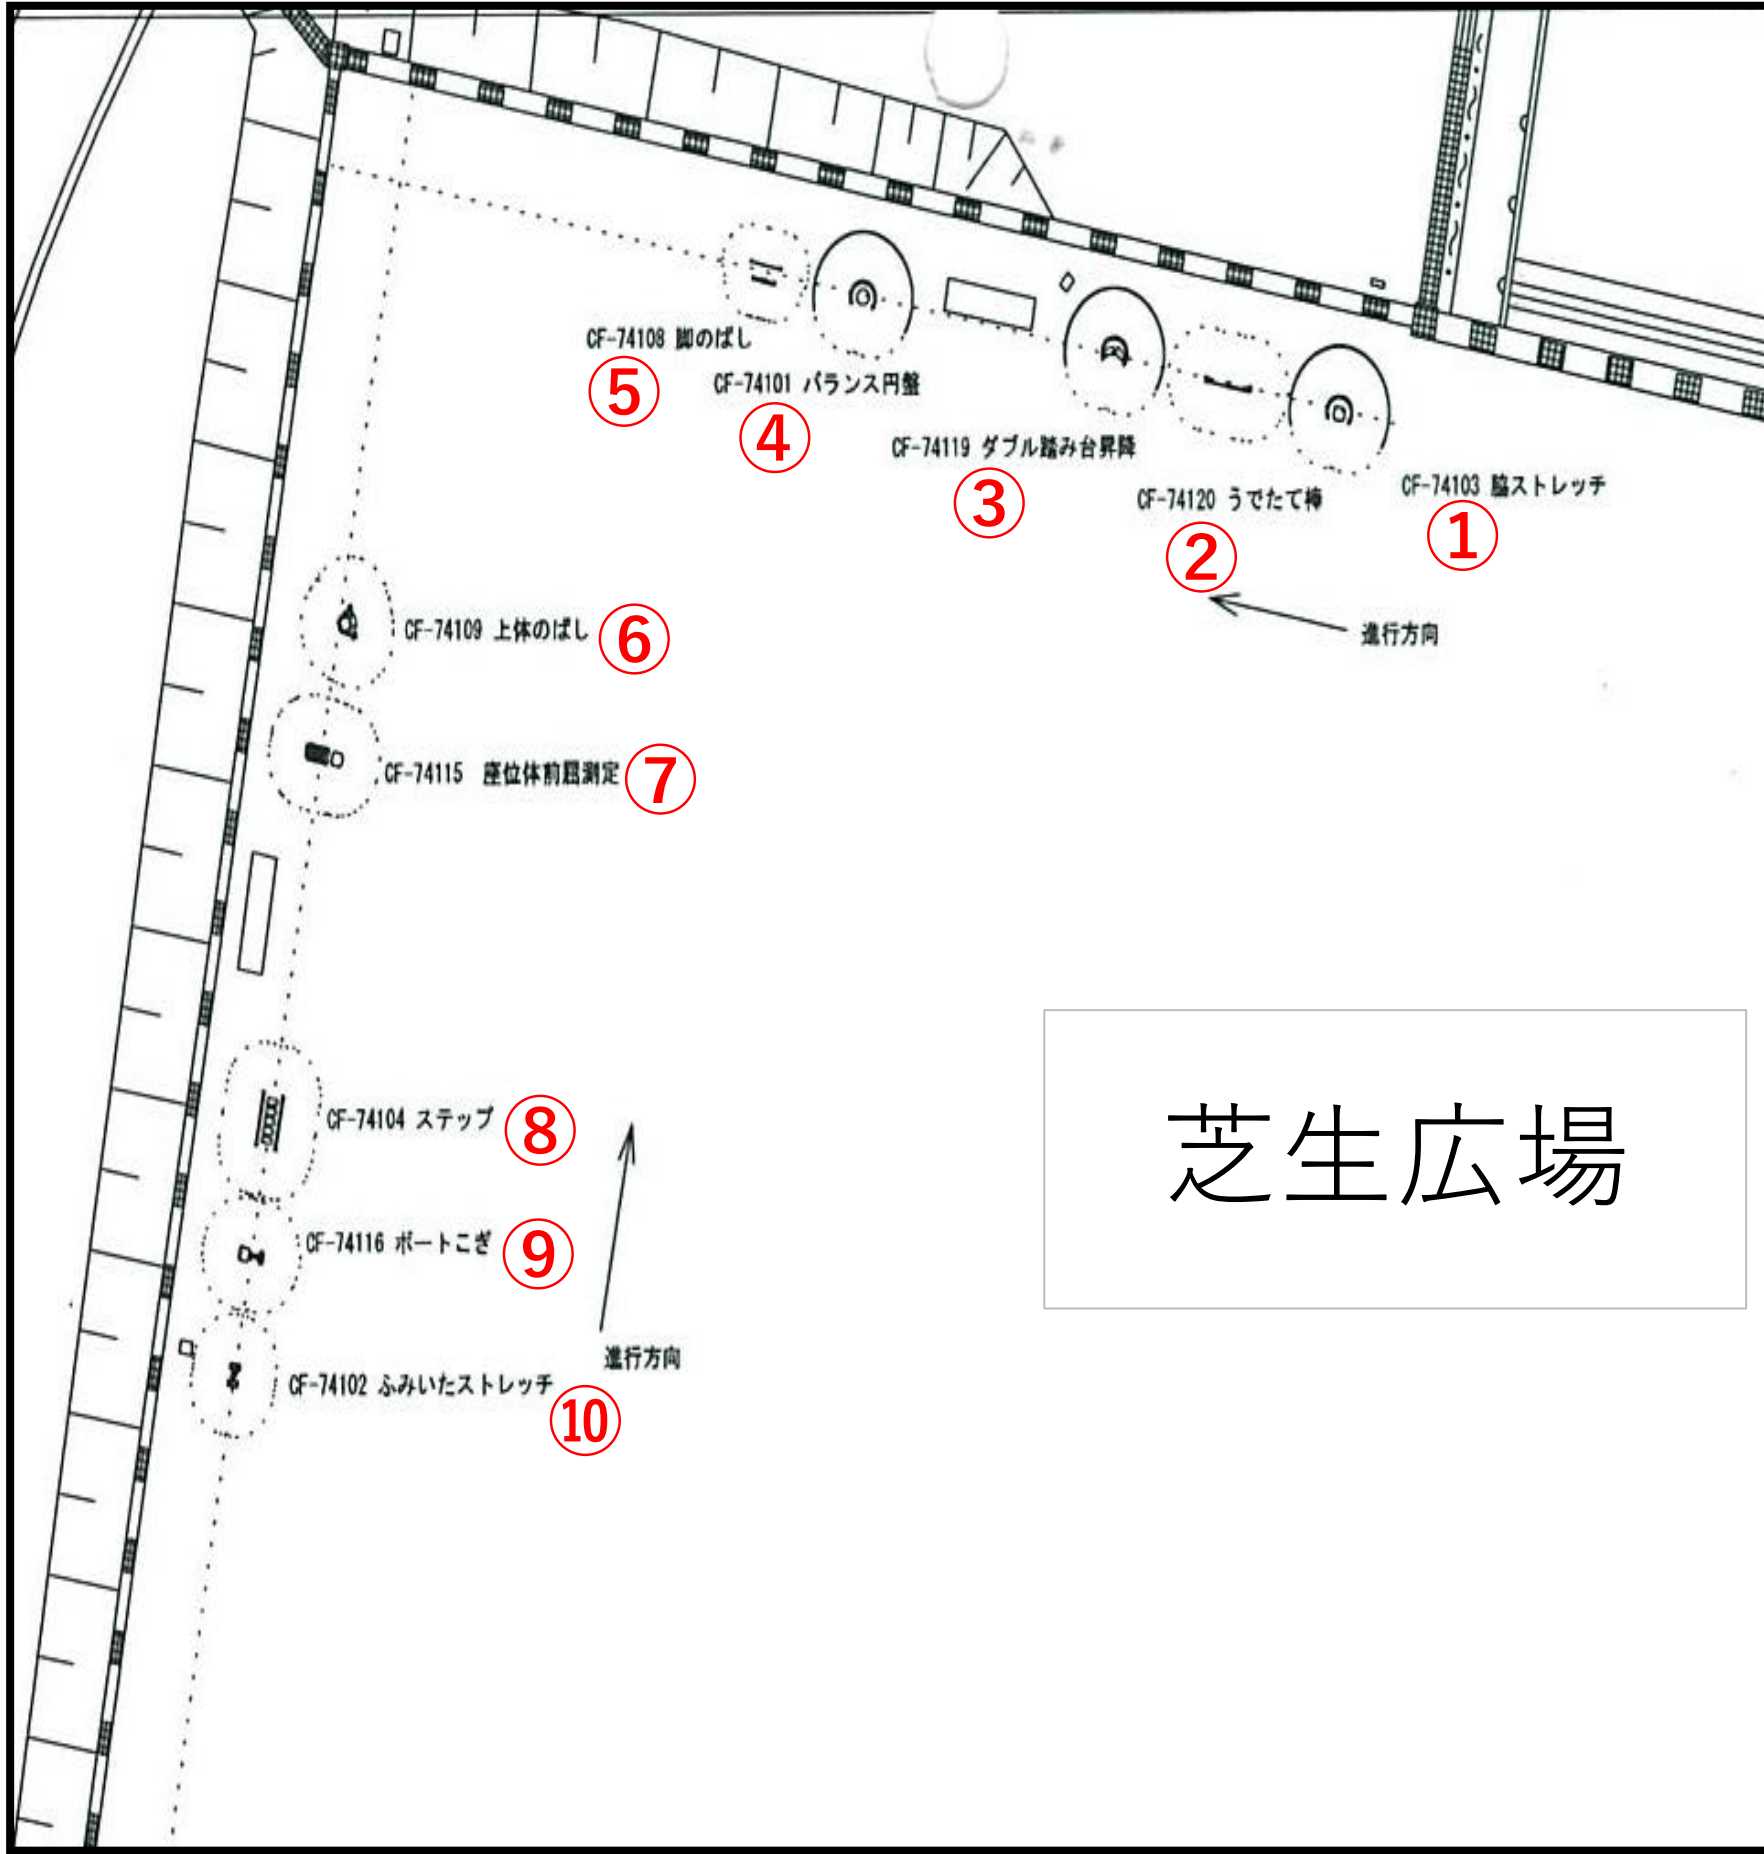 CF-74108 脚のばし
⑤
CF-74101 バランス円盤
④
CF-74119 ダブル踏み台昇降
③
CF-74120 うでたて棒
②
CF-74103 脇ストレッチ
①
進行方向
CF-74109 上体のばし ⑥
CF-74115 座位体前屈測定 ⑦
CF-74104 ステップ ⑧
CF-74116 ボートこぎ ⑨
進行方向
CF-74102 ふみいたストレッチ
⑩
芝生広場